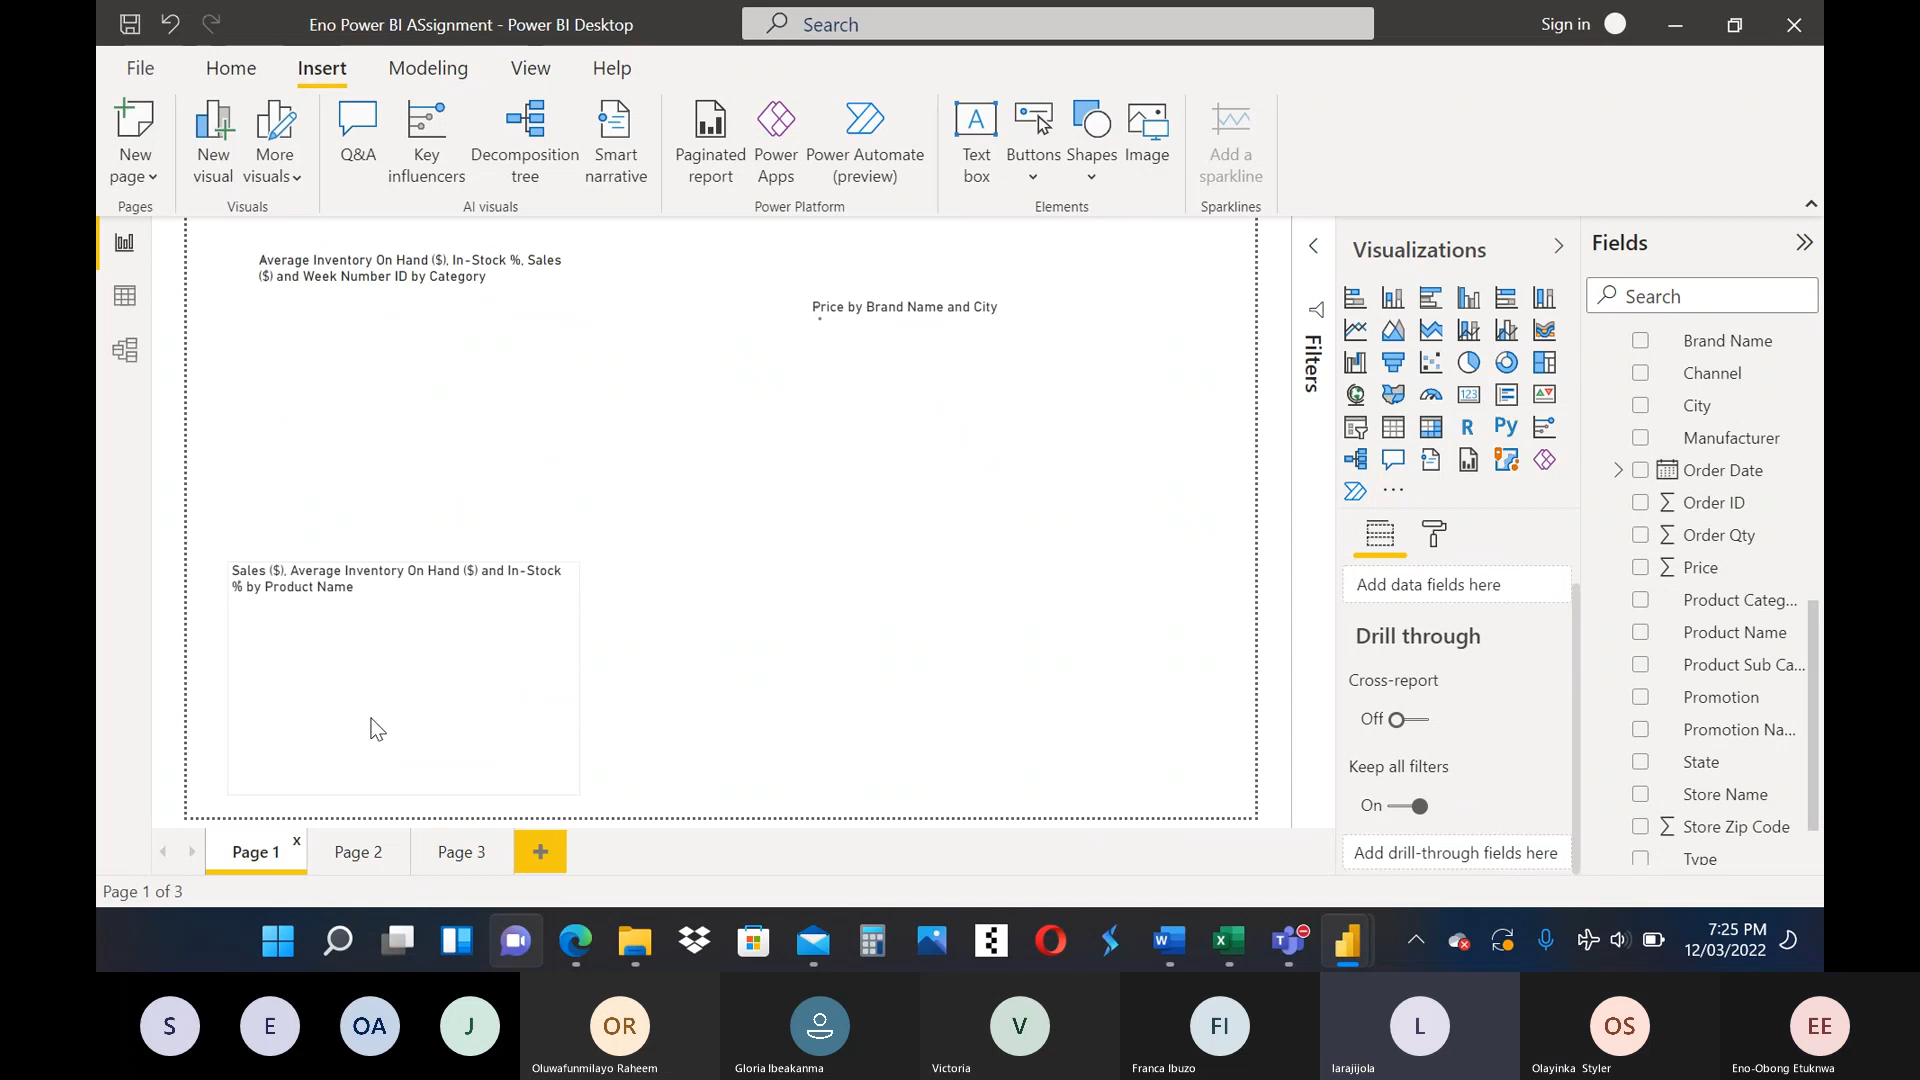 Eno Power BI ASsignment - Power BI Desktop
Search
Sign in
File
Home
Insert
Modeling
View
Help
New
page
New
visual
More
visuals
Q&A
Key
influencers
Decomposition
tree
Smart
narrative
Paginated
report
Power
Apps
Power Automate
(preview)
A
Text
box
Buttons
Shapes
Image
Add a
sparkline
Pages
Visuals
AI visuals
Power Platform
Elements
Sparklines
Average Inventory On Hand ($), In-Stock %, Sales
($) and Week Number ID by Category
Price by Brand Name and City
Sales ($), Average Inventory On Hand ($) and In-Stock
% by Product Name
Filters
Visualizations
123
R
Py
Add data fields here
Drill through
Cross-report
Off
Keep all filters
On
Add drill-through fields here
Fields
Search
Brand Name
Channel
City
Manufacturer
Order Date
Order ID
Order Qty
Price
Product Categ...
Product Name
Product Sub Ca...
Promotion
Promotion Na...
State
Store Name
Store Zip Code
Type
Page 1
x
Page 2
Page 3
Page 1 of 3
7:25 PM
12/03/2022
S
E
OA
J
OR
Oluwafunmilayo Raheem
Gloria Ibeakanma
V
Victoria
FI
Franca Ibuzo
L
larajijola
OS
Olayinka Styler
EE
Eno-Obong Etuknwa